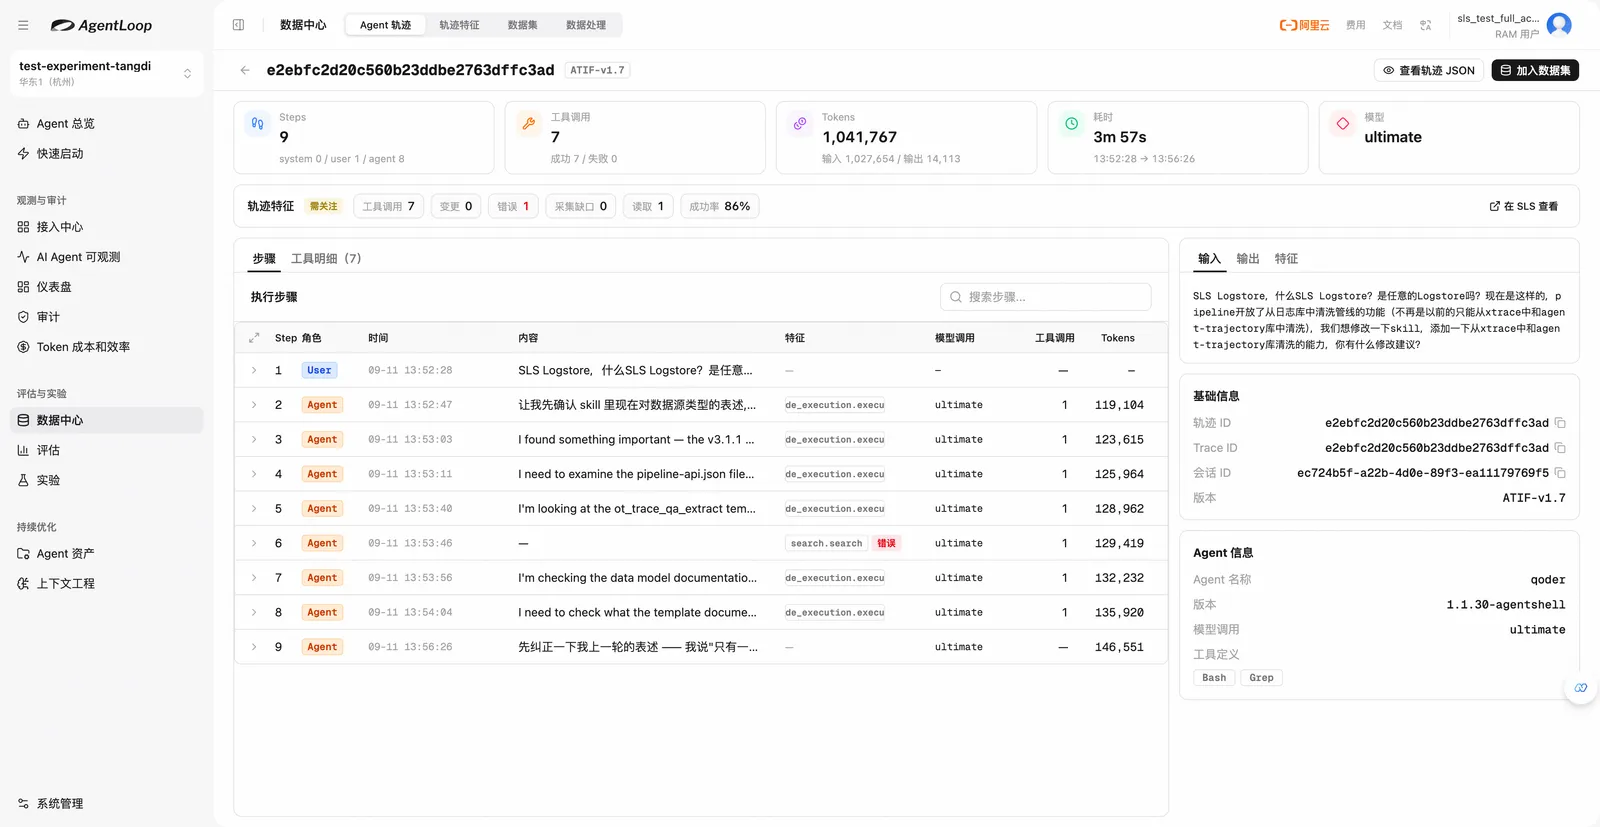 AgentLoop
test-experiment-tangdi
华东1（杭州）
Agent 总览
快速启动
观测与审计
接入中心
AI Agent 可观测
仪表盘
审计
Token 成本和效率
评估与实验
数据中心
评估
实验
持续优化
Agent 资产
上下文工程
系统管理
数据中心 Agent 轨迹 轨迹特征 数据集 数据处理
阿里云 费用 文档 sls_test_full_ac...
RAM 用户
e2ebfc2d20c560b23ddbe2763dffc3ad ATIF-v1.7 查看轨迹 JSON 加入数据集
Steps
9
system 0 / user 1 / agent 8
工具调用
7
成功 7 / 失败 0
Tokens
1,041,767
输入 1,027,654 / 输出 14,113
耗时
3m 57s
13:52:28 → 13:56:26
模型
ultimate
轨迹特征 需关注 工具调用 7 变更 0 错误 1 采集缺口 0 读取 1 成功率 86% 在 SLS 查看
步骤 工具明细（7）
执行步骤 搜索步骤...
Step 角色 时间 内容 特征 模型调用 工具调用 Tokens
1 User 09-11 13:52:28 SLS Logstore，什么SLS Logstore？是任意... — – — –
2 Agent 09-11 13:52:47 让我先确认 skill 里现在对数据源类型的表述,... de_execution.execu ultimate 1 119,104
3 Agent 09-11 13:53:03 I found something important — the v3.1.1 ... de_execution.execu ultimate 1 123,615
4 Agent 09-11 13:53:11 I need to examine the pipeline-api.json file... de_execution.execu ultimate 1 125,964
5 Agent 09-11 13:53:40 I'm looking at the ot_trace_qa_extract tem... de_execution.execu ultimate 1 128,962
6 Agent 09-11 13:53:46 — search.search 错误 ultimate 1 129,419
7 Agent 09-11 13:53:56 I'm checking the data model documentatio... de_execution.execu ultimate 1 132,232
8 Agent 09-11 13:54:04 I need to check what the template docume... de_execution.execu ultimate 1 135,920
9 Agent 09-11 13:56:26 先纠正一下我上一轮的表述 —— 我说"只有一... — ultimate — 146,551
输入 输出 特征
SLS Logstore，什么SLS Logstore？是任意的Logstore吗？现在是这样的，p
ipeline开放了从日志库中清洗管线的功能（不再是以前的只能从xtrace中和agen
t-trajectory库中清洗），我们想修改一下skill，添加一下从xtrace中和agen
t-trajectory库清洗的能力，你有什么修改建议？
基础信息
轨迹 ID e2ebfc2d20c560b23ddbe2763dffc3ad
Trace ID e2ebfc2d20c560b23ddbe2763dffc3ad
会话 ID ec724b5f-a22b-4d0e-89f3-ea11179769f5
版本 ATIF-v1.7
Agent 信息
Agent 名称 qoder
版本 1.1.30-agentshell
模型调用 ultimate
工具定义
Bash Grep